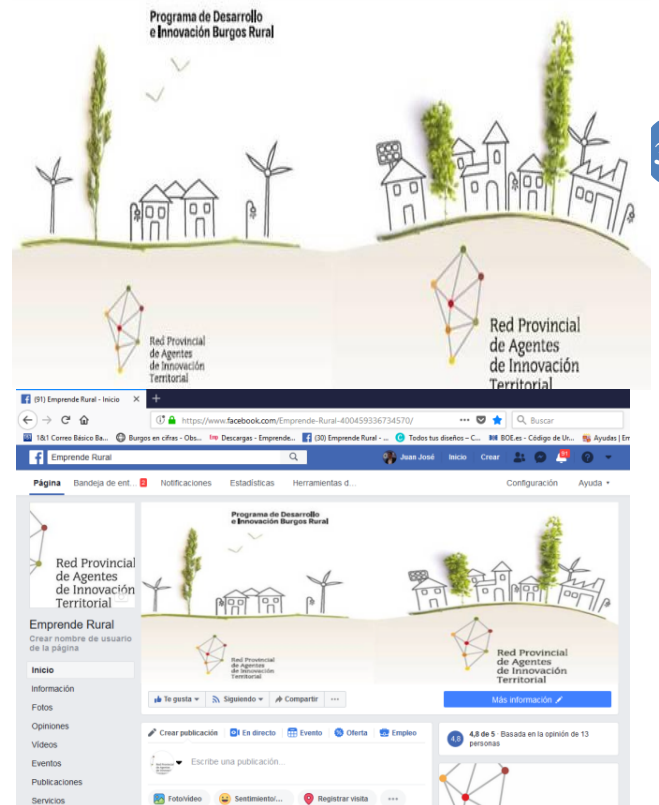 Programa de Desarrollo
e Innovación Burgos Rural
Red Provincial
de Agentes
de Innovación
Territorial
Red Provincial
de Agentes
de Innovación
Territorial
(91) Emprende Rural - Inicio
https://www.facebook.com/Emprende-Rural-400459336734570/
Buscar
1&1 Correo Básico Ba... Burgos en cifras - Obs... Descargas - Emprende... (30) Emprende Rural - ... Todos tus diseños – C... BOE.es - Código de Ur... Ayudas | Em
Emprende Rural
Juan José Inicio Crear 91
Página Bandeja de ent... 2 Notificaciones Estadísticas Herramientas d... Configuración Ayuda
Red Provincial
de Agentes
de Innovación
Territorial
Programa de Desarrollo
e Innovación Burgos Rural
Red Provincial
de Agentes
de Innovación
Territorial
Red Provincial
de Agentes
de Innovación
Territorial
Emprende Rural
Crear nombre de usuario
de la página
Inicio
Información
Fotos
Opiniones
Vídeos
Eventos
Publicaciones
Servicios
Te gusta Siguiendo Compartir ...
Más información
Crear publicación En directo Evento Oferta Empleo
Escribe una publicación...
Foto/vídeo Sentimiento/... Registrar visita ...
4,8 4,8 de 5 · Basada en la opinión de 13
personas